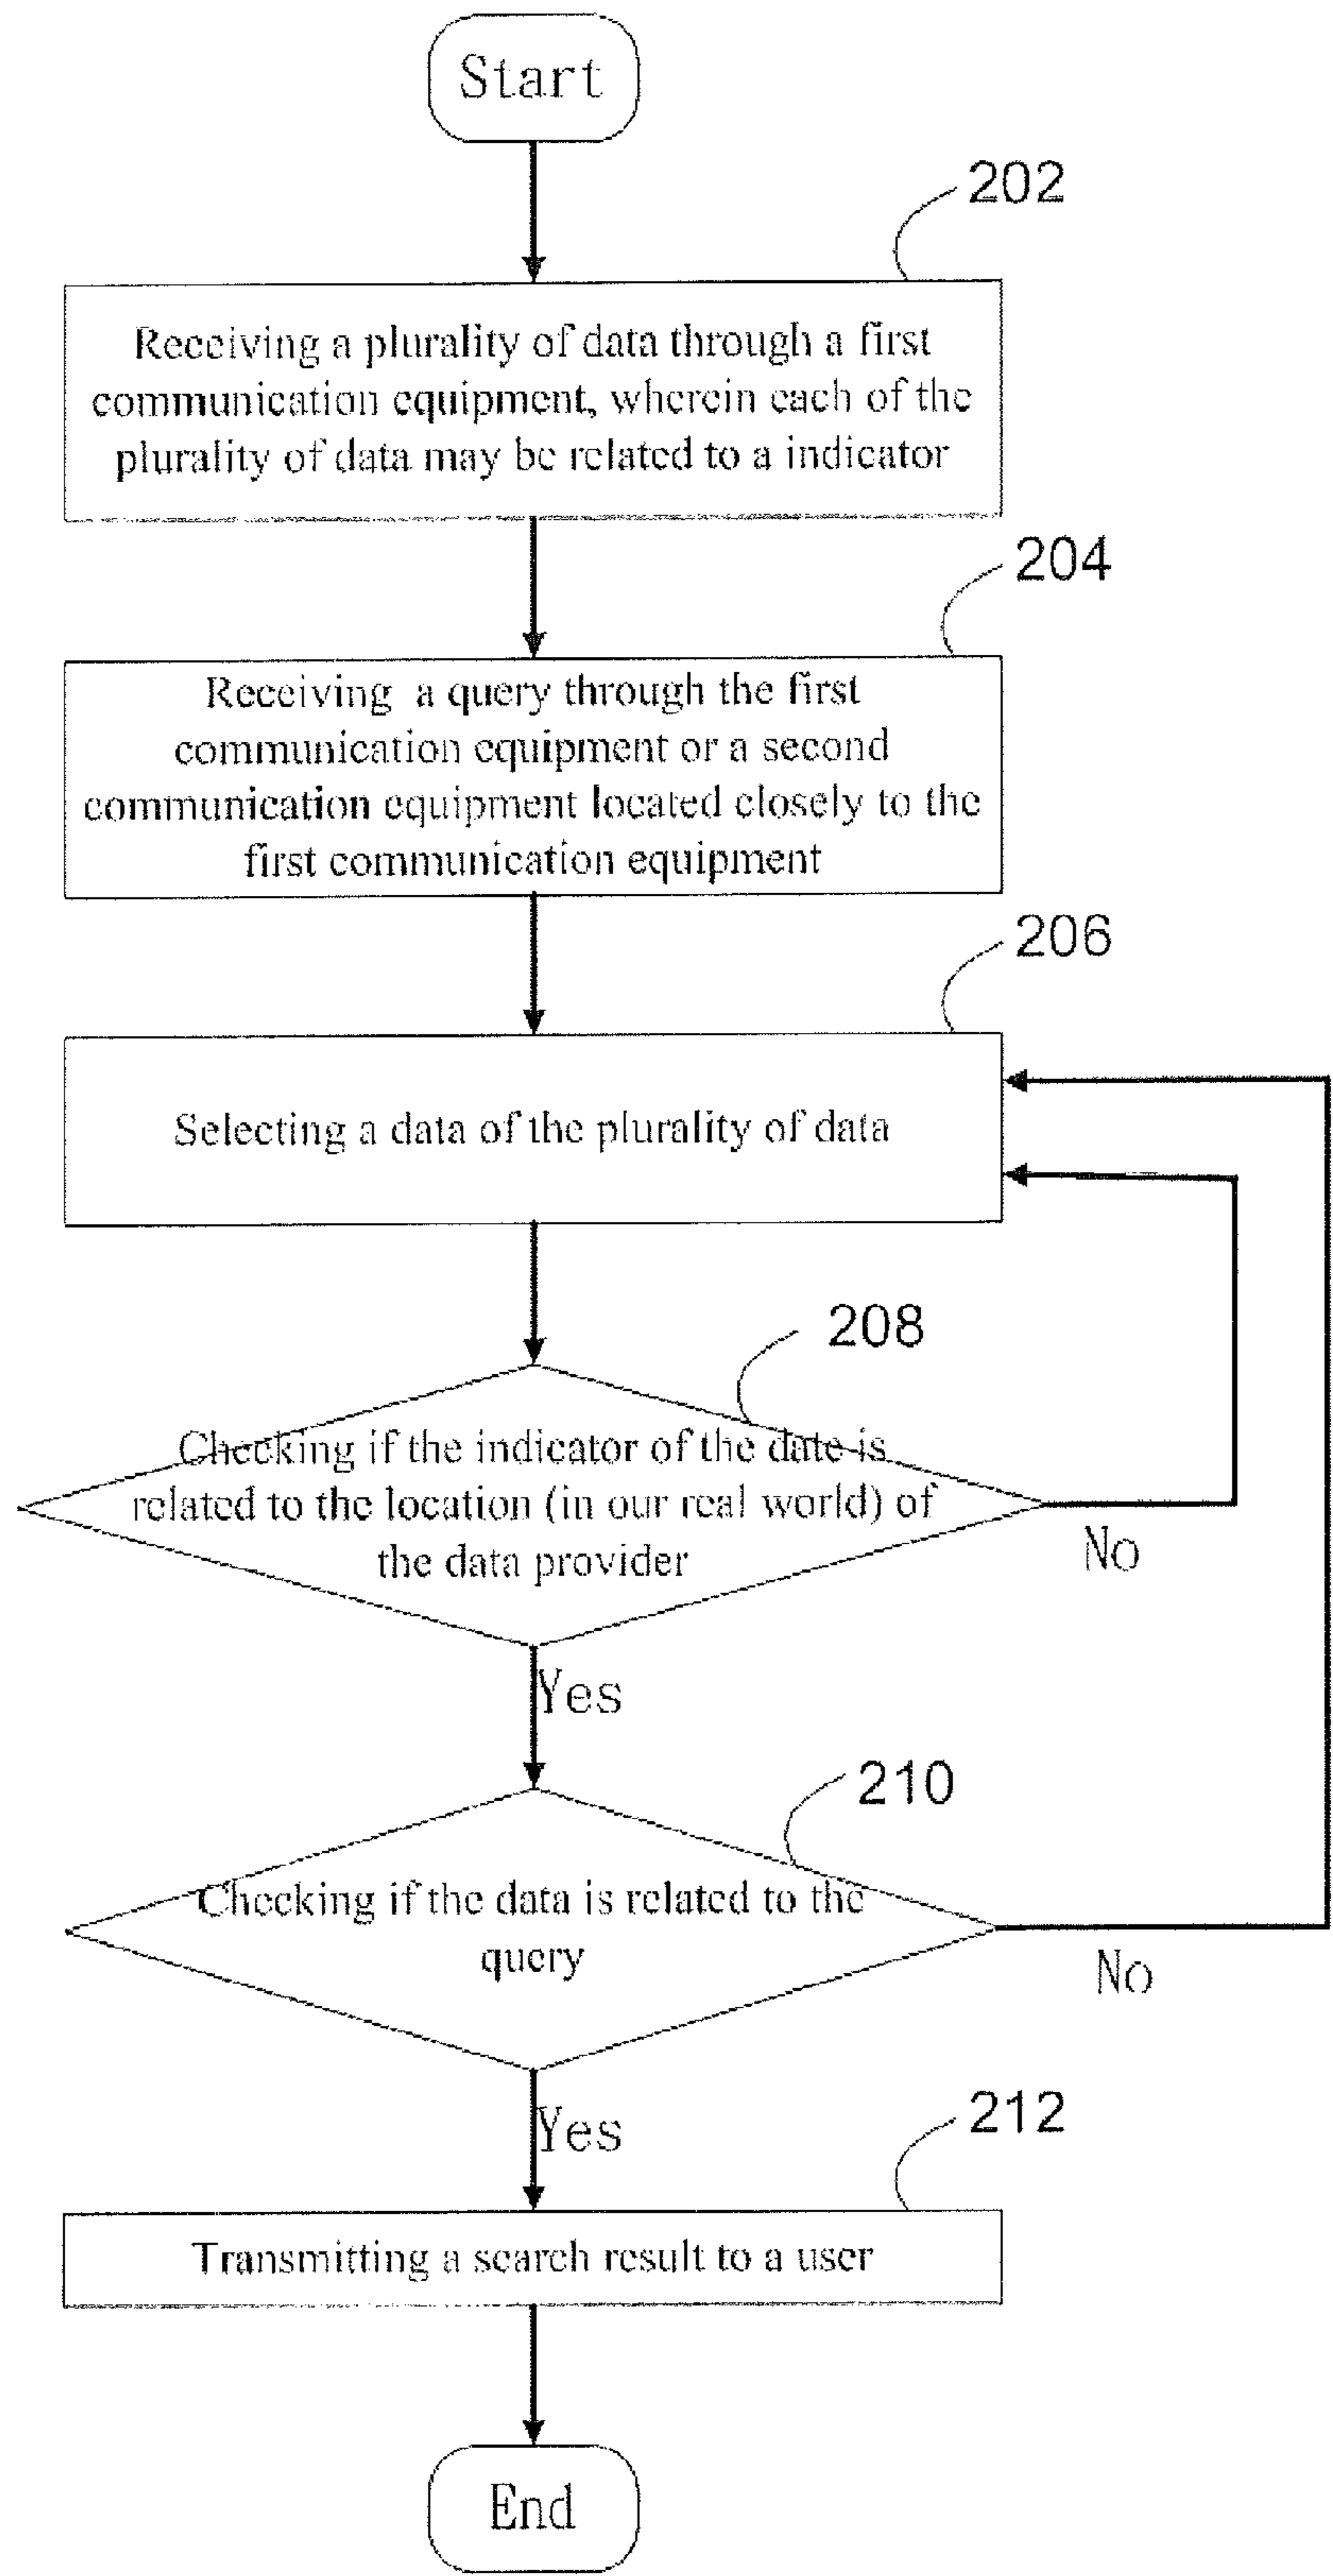 Start
202
Receiving a plurality of data through a first
communication equipment, wherein each of the
plurality of data may be related to a indicator
204
Receiving a query through the first
communication equipment or a second
communication equipment located closely to the
first communication equipment
206
Selecting a data of the plurality of data
208
Checking if the indicator of the date is
related to the location (in our real world) of
the data provider
No
Yes
210
Checking if the data is related to the
query
No
Yes
212
Transmitting a search result to a user
End